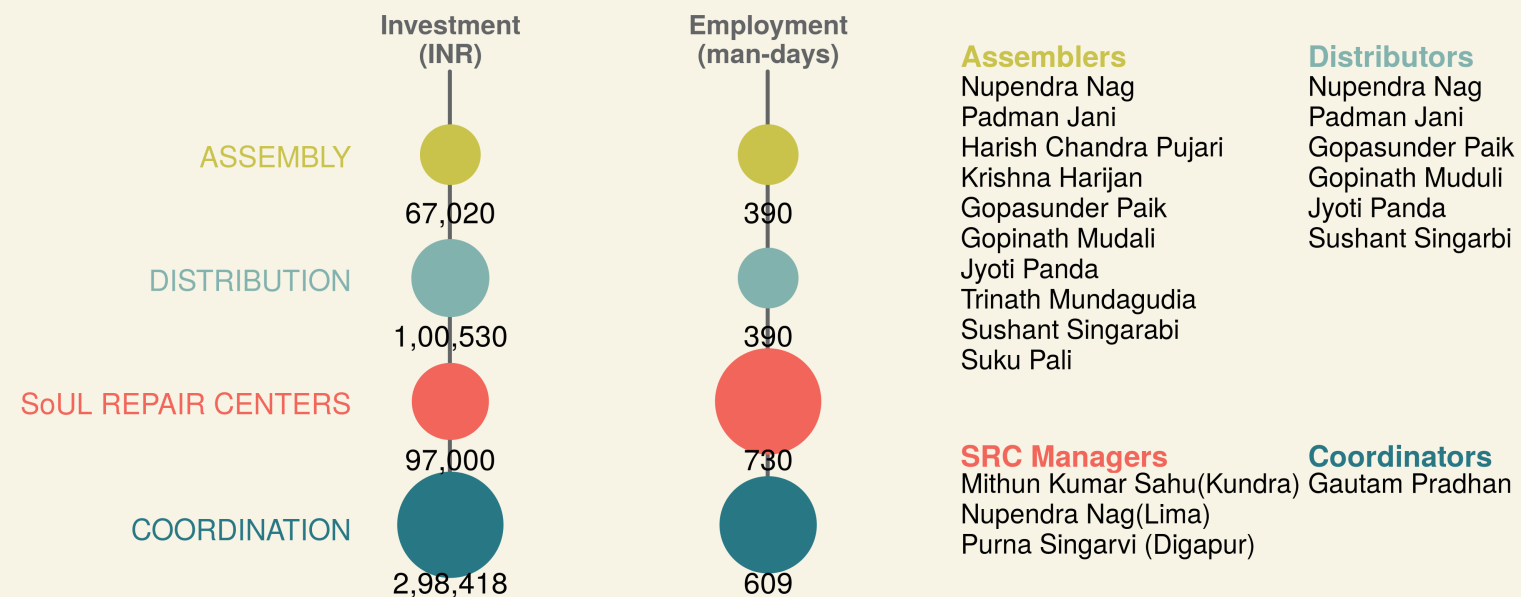 Investment
(INR)
Employment
(man-days)
ASSEMBLY
67,020
390
DISTRIBUTION
1,00,530
390
SoUL REPAIR CENTERS
97,000
730
COORDINATION
2,98,418
609
Assemblers
Nupendra Nag
Padman Jani
Harish Chandra Pujari
Krishna Harijan
Gopasunder Paik
Gopinath Mudali
Jyoti Panda
Trinath Mundagudia
Sushant Singarabi
Suku Pali
Distributors
Nupendra Nag
Padman Jani
Gopasunder Paik
Gopinath Muduli
Jyoti Panda
Sushant Singarbi
SRC Managers
Mithun Kumar Sahu(Kundra)
Nupendra Nag(Lima)
Purna Singarvi (Digapur)
Coordinators
Gautam Pradhan